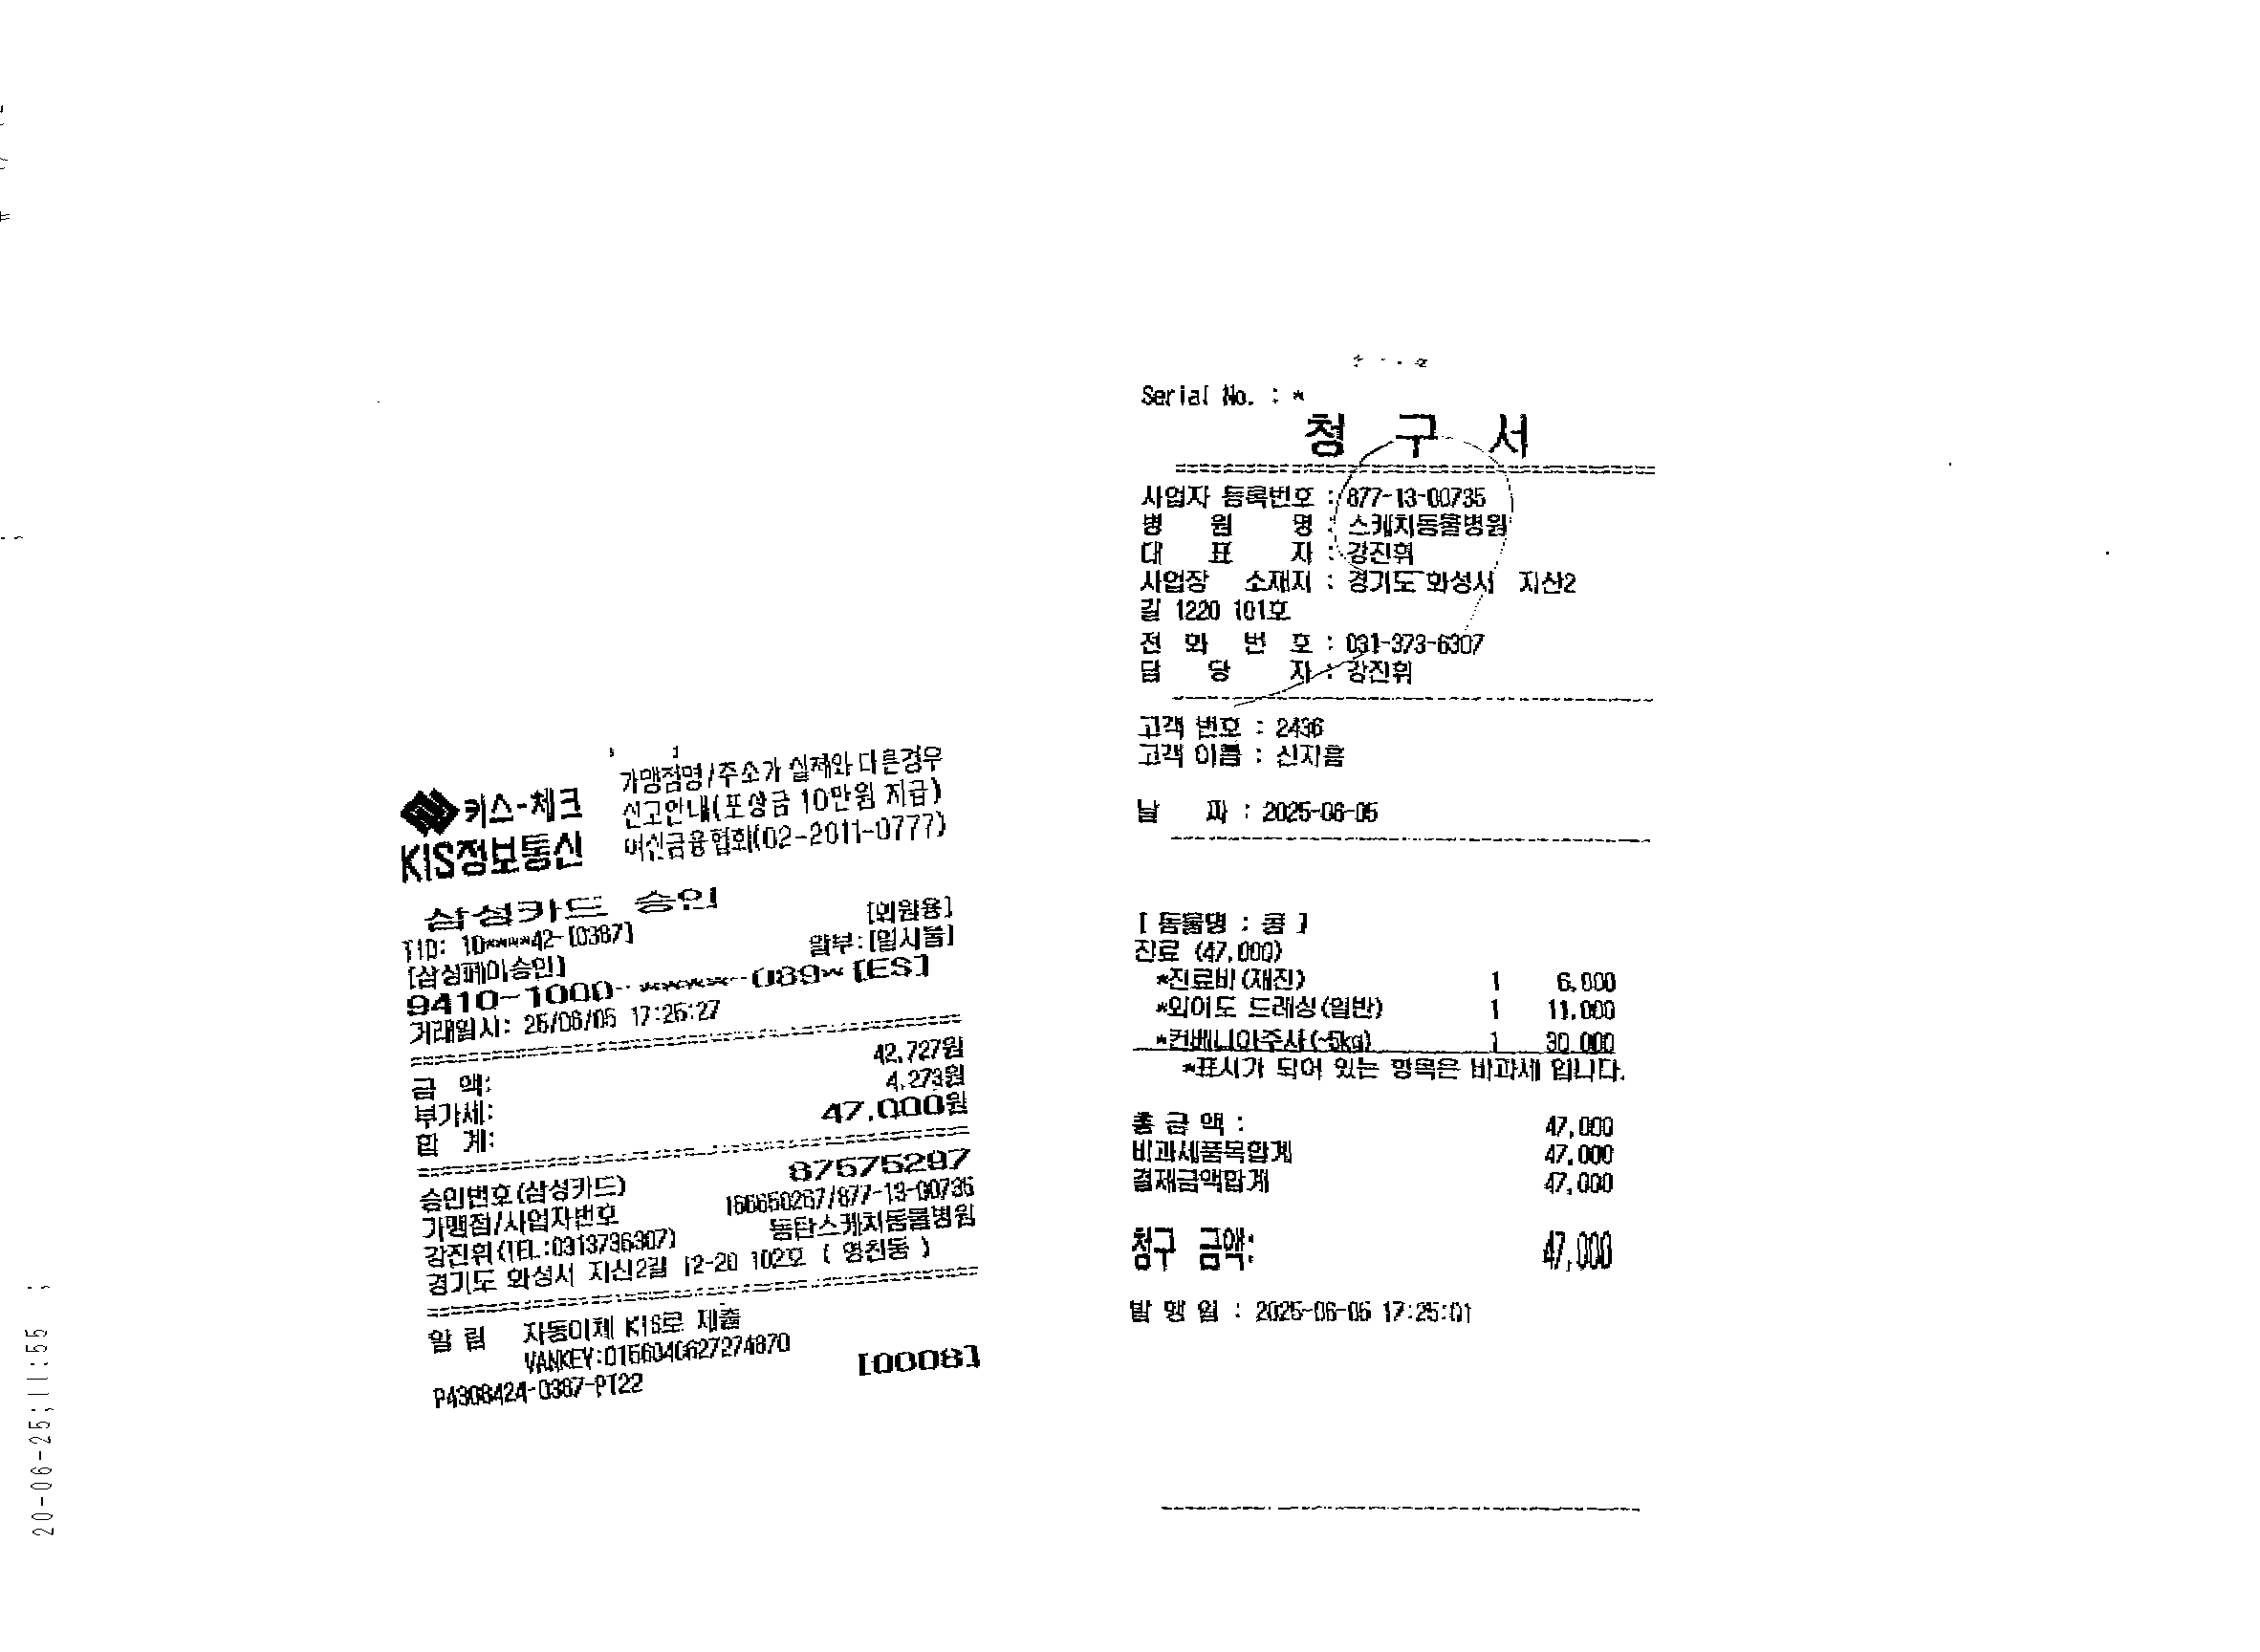 키스-체크
KIS정보통신
가맹점명/주소가 실제와 다른경우
신고안내(포상금 10만원 지급)
여신금융협회(02-2011-0777)
삼성카드 승인
[회원용]
TID: 10****42-[0387]
할부:[일시불]
[삼성페이승인]
9410-1000-****-089* [ES]
거래일시: 25/06/05 17:25:27
금 액: 42,727원
부가세: 4,273원
합 계: 47,000원
승인번호(삼성카드) 87575297
가맹점/사업자번호 /877-13-00735
강진휘(TEL:0313736307) 동탄스케치동물병원
경기도 화성시 지산2길 12-20 102호 ( 영천동 )
알 림 자동이체 KIS로 제출
VANKEY:0156040627274870
P4308424-0387-PT22 [0008]
Serial No. : *
청 구 서
사업자 등록번호 : 877-13-00735
병 원 명 : 스케치동물병원
대 표 자 : 강진휘
사업장 소재지 : 경기도 화성시 지산2
길 1220 101호
전 화 번 호 : 031-373-6307
담 당 자 : 강진휘
고객 번호 : 2436
고객 이름 : 신지음
날 짜 : 2025-06-05
[ 동물명 : 콩 ]
진료 (47,000)
*진료비(재진) 1 6,000
*외이도 드레싱(일반) 1 11,000
*컨베니아주사(~5kg) 1 30,000
*표시가 되어 있는 항목은 비과세 입니다.
총 금 액 : 47,000
비과세품목합계 47,000
결재금액합계 47,000
청구 금액: 47,000
발 행 일 : 2025-06-05 17:25:01
20-06-25;11:55 ;